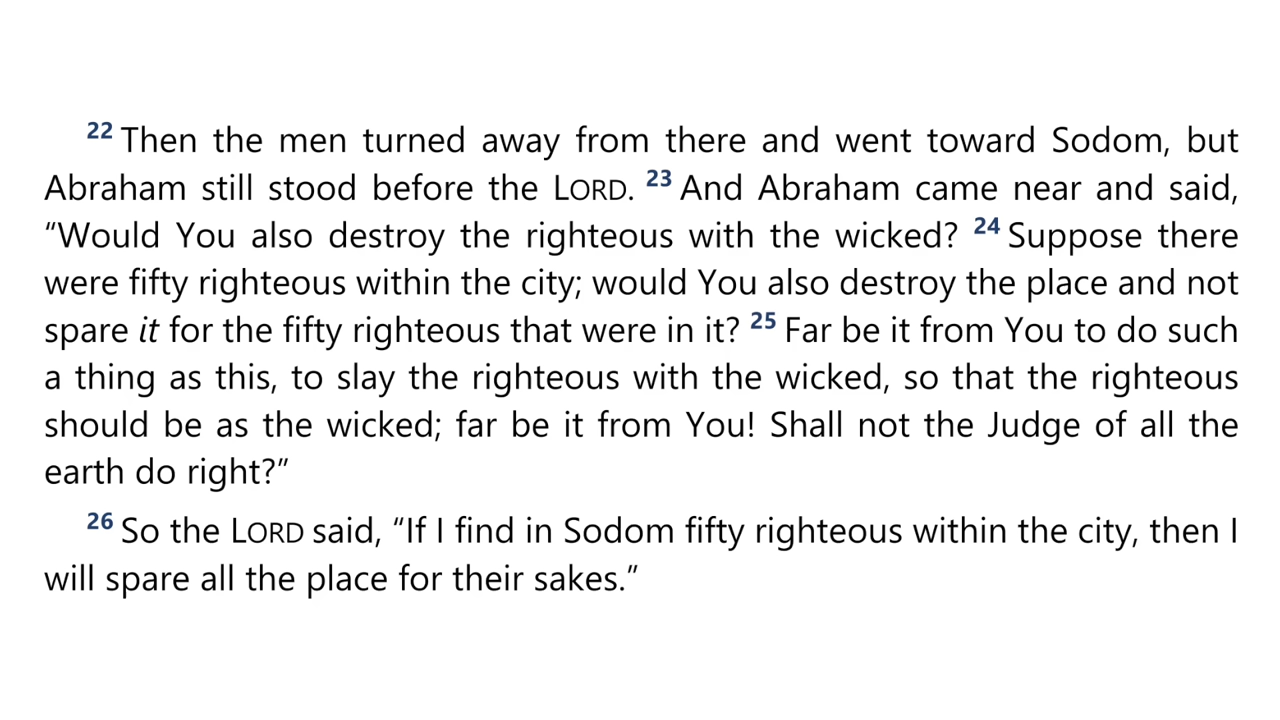 22 Then the men turned away from there and went toward Sodom, but
Abraham still stood before the LORD. 23 And Abraham came near and said,
“Would You also destroy the righteous with the wicked? 24 Suppose there
were fifty righteous within the city; would You also destroy the place and not
spare it for the fifty righteous that were in it? 25 Far be it from You to do such
a thing as this, to slay the righteous with the wicked, so that the righteous
should be as the wicked; far be it from You! Shall not the Judge of all the
earth do right?”
26 So the LORD said, “If I find in Sodom fifty righteous within the city, then I
will spare all the place for their sakes.”